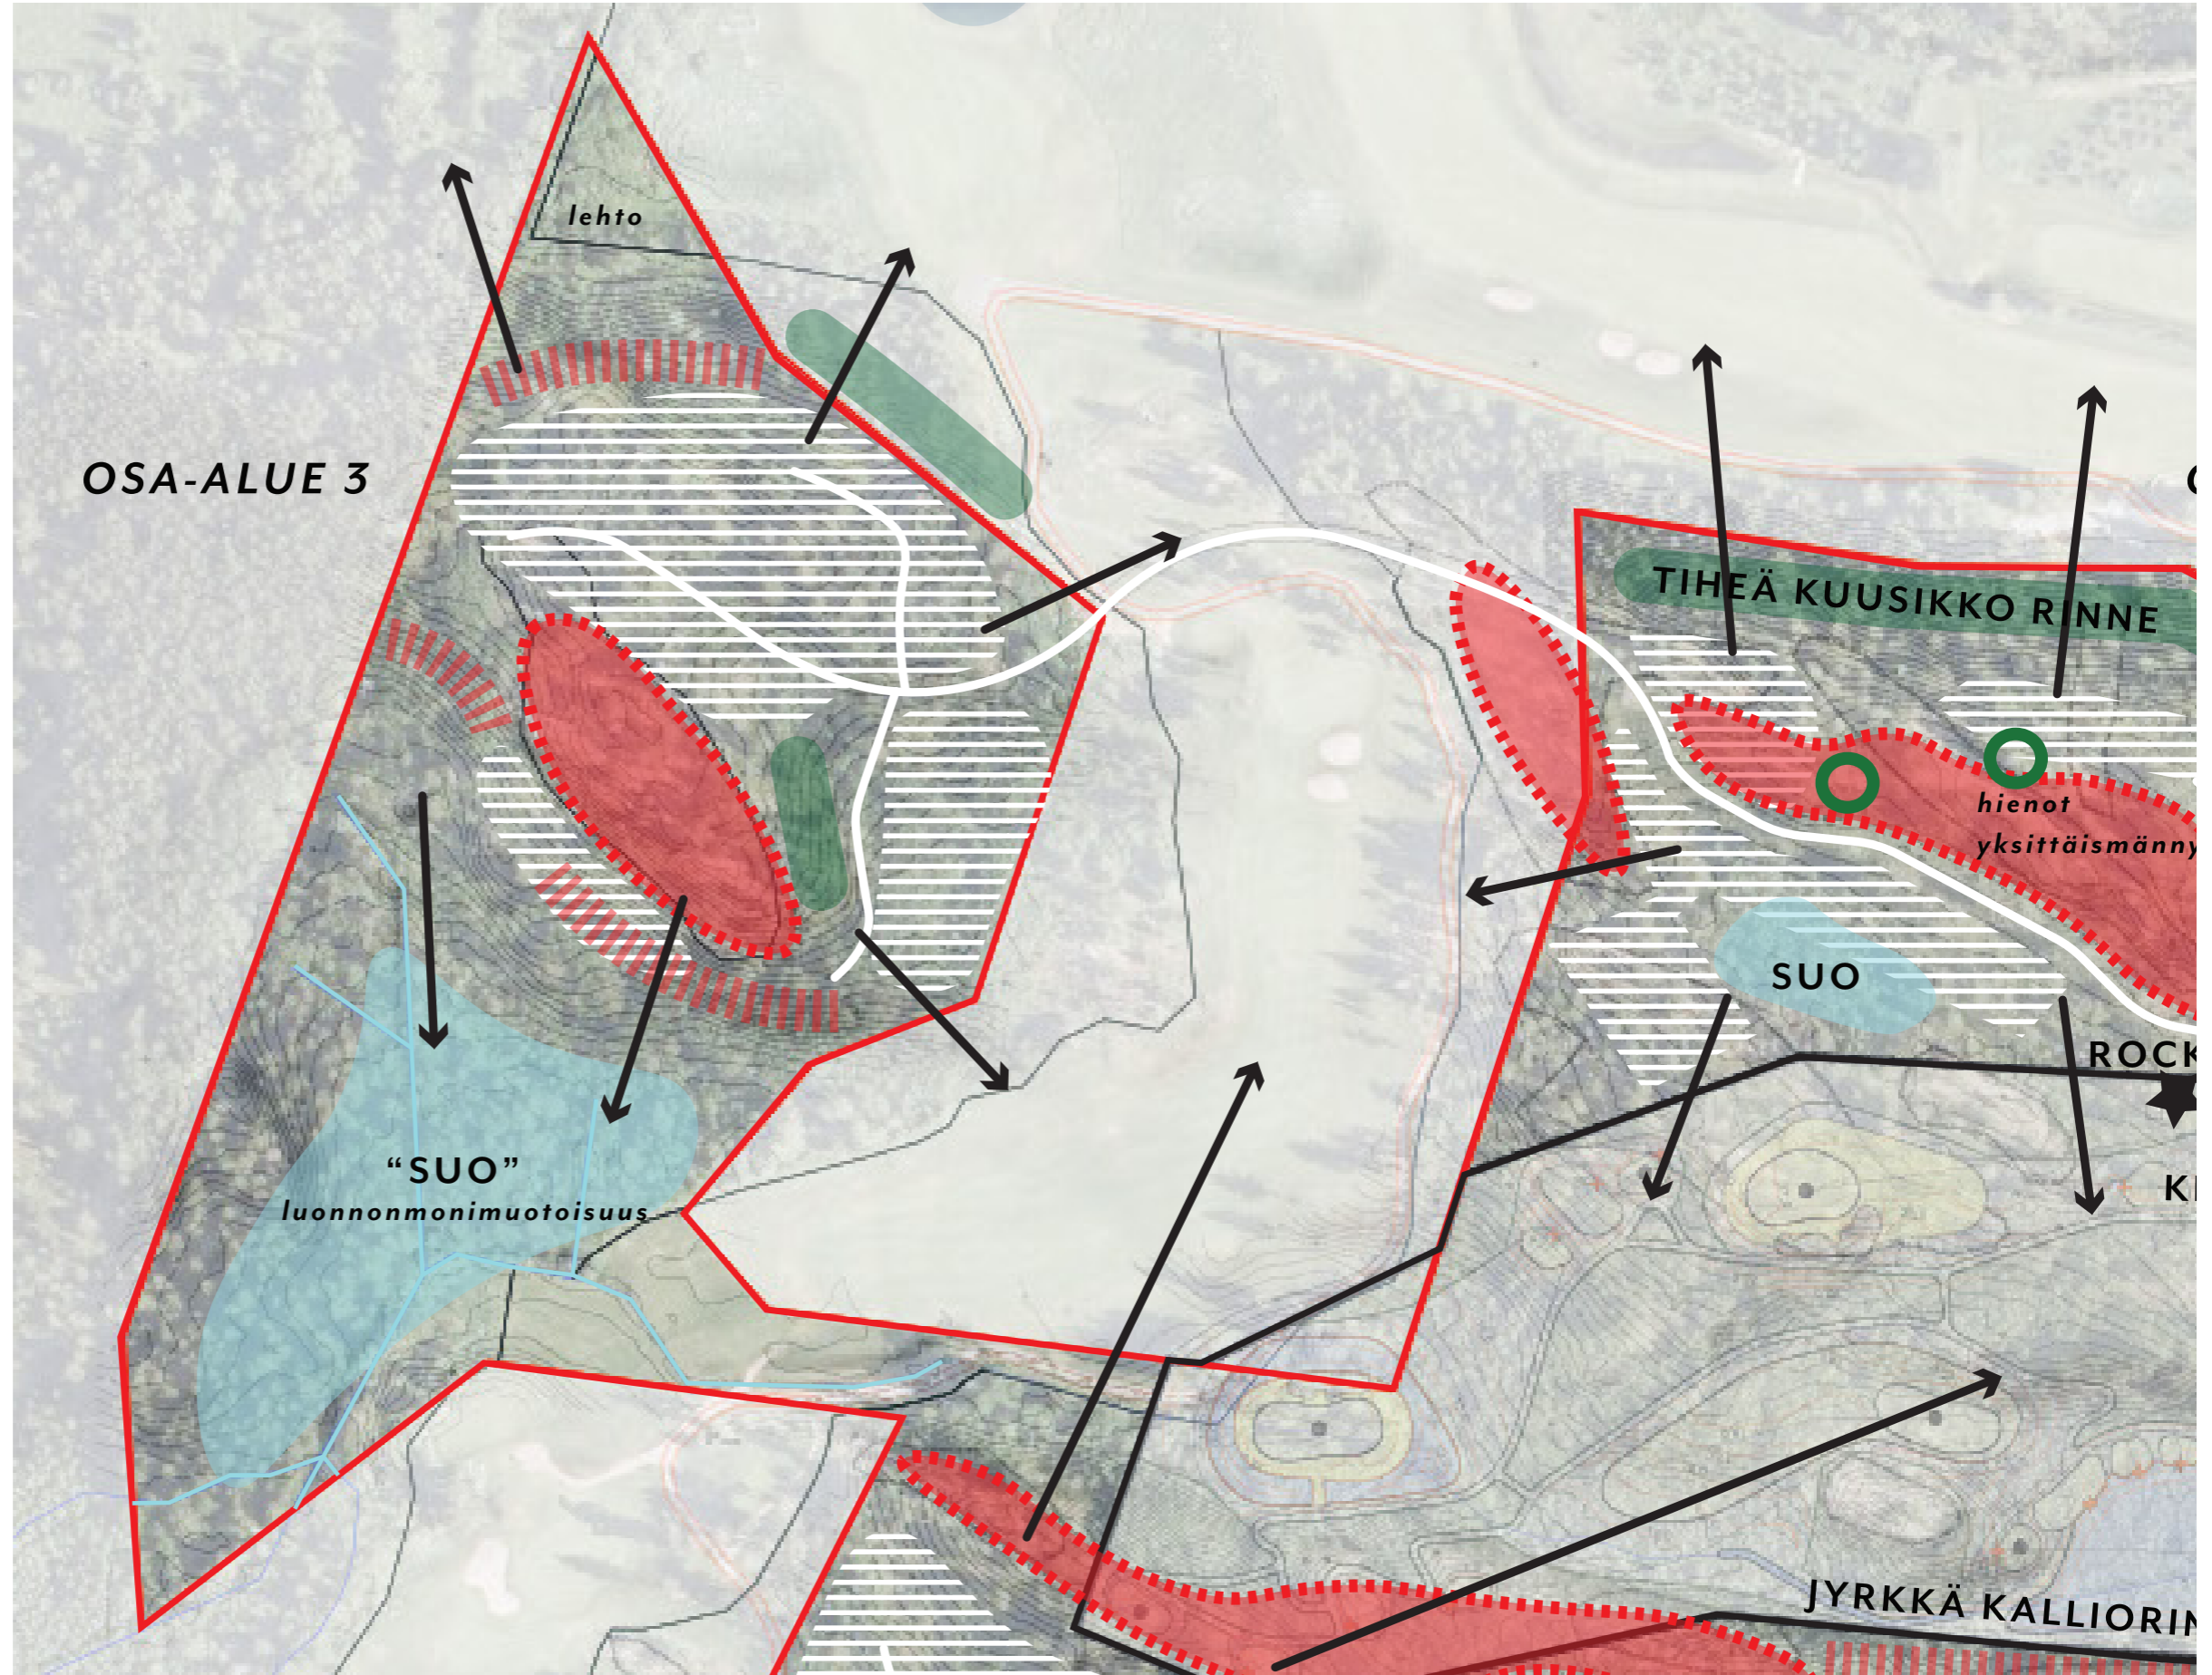 lehto
OSA-ALUE 3
TIHEÄ KUUSIKKO RINNE
hienot
yksittäismänny
SUO
ROCK
“SUO”
luonnonmonimuotoisuus
JYRKKÄ KALLIORIN